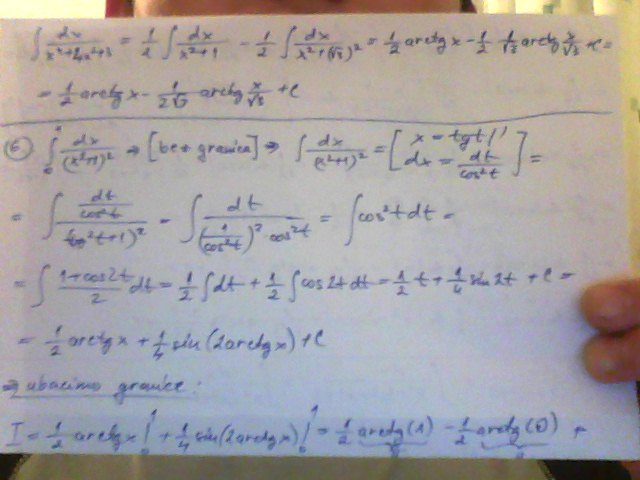 ∫ dx/(x⁴+4x²+3) = 1/2 ∫ dx/(x²+1) - 1/2 ∫ dx/(x²+(√3)²) = 1/2 arctg x - 1/2 1/√3 arctg x/√3 + C =
= 1/2 arctg x - 1/(2√3) arctg x/√3 + C
⑥ ∫₀¹ dx/(x²+1)² ⇒ [bez granica] ⇒ ∫ dx/(x²+1)² = [x = tg t /' dx = dt/cos²t] =
= ∫ (dt/cos²t)/(tg²t+1)² = ∫ dt/((1/cos²t)² · cos²t) = ∫ cos²t dt =
= ∫ (1+cos2t)/2 dt = 1/2 ∫ dt + 1/2 ∫ cos2t dt = 1/2 t + 1/4 sin 2t + C =
= 1/2 arctg x + 1/4 sin(2arctg x) + C
⇒ ubacimo granice:
I = 1/2 arctg x |₀¹ + 1/4 sin(2arctg x) |₀¹ = 1/2 arctg(1) - 1/2 arctg(0) +